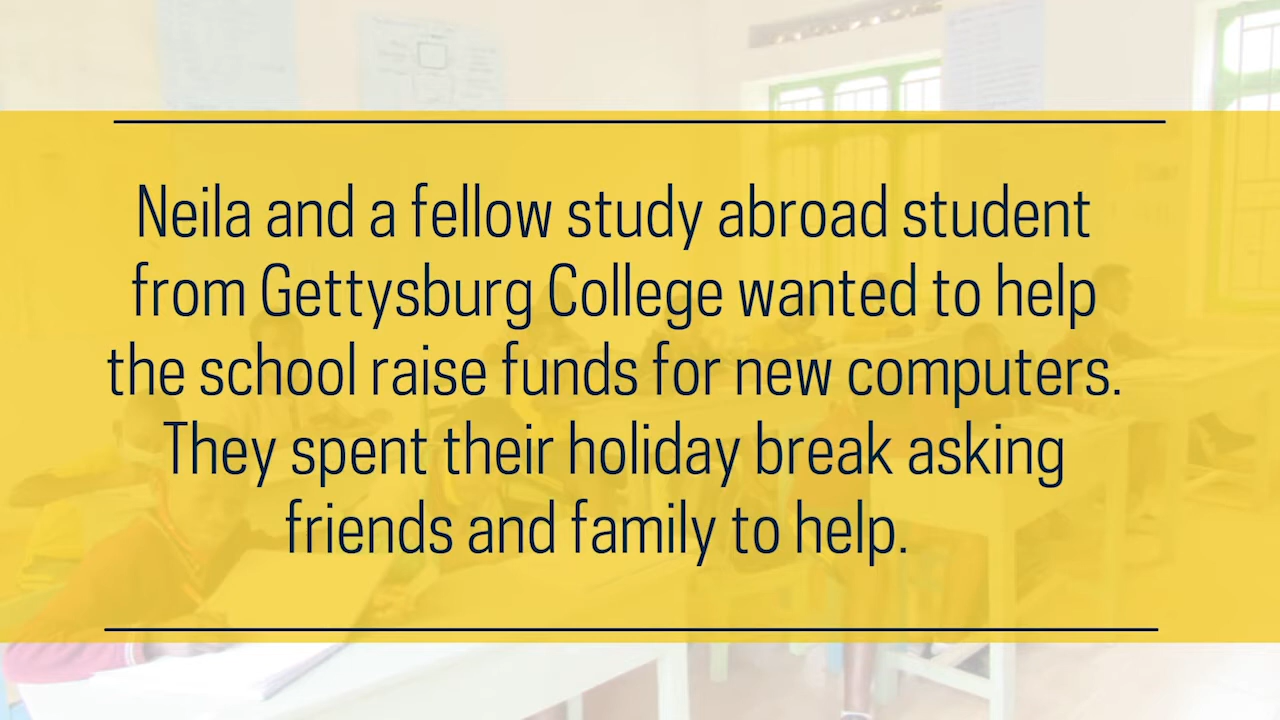 Neila and a fellow study abroad student
from Gettysburg College wanted to help
the school raise funds for new computers.
They spent their holiday break asking
friends and family to help.